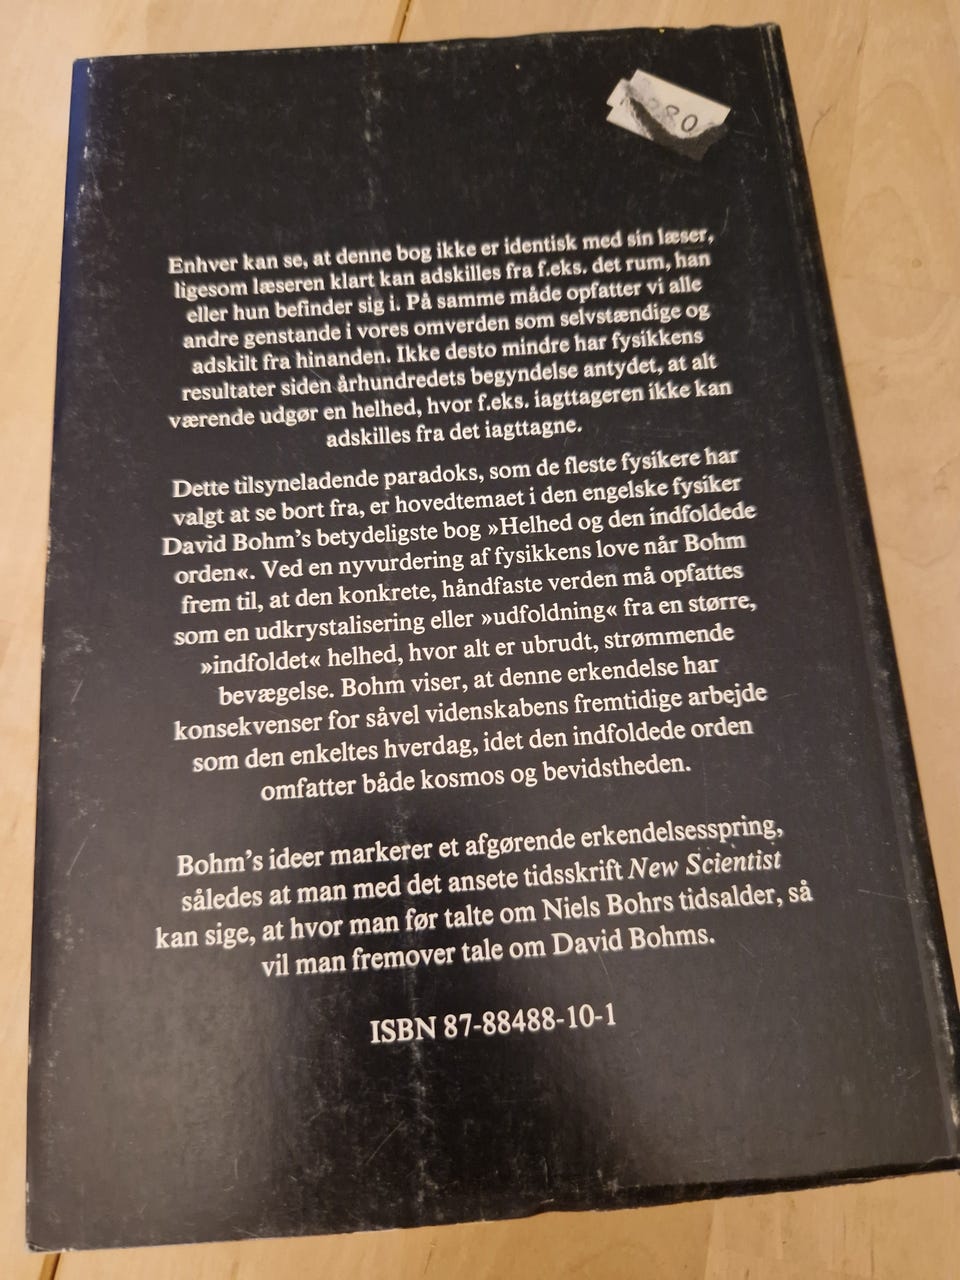 Enhver kan se, at denne bog ikke er identisk med sin læser,
ligesom læseren klart kan adskilles fra f.eks. det rum, han
eller hun befinder sig i. På samme måde opfatter vi alle
andre genstande i vores omverden som selvstændige og
adskilt fra hinanden. Ikke desto mindre har fysikkens
resultater siden århundredets begyndelse antydet, at alt
værende udgør en helhed, hvor f.eks. iagttageren ikke kan
adskilles fra det iagttagne.
Dette tilsyneladende paradoks, som de fleste fysikere har
valgt at se bort fra, er hovedtemaet i den engelske fysiker
David Bohm's betydeligste bog »Helhed og den indfoldede
orden«. Ved en nyvurdering af fysikkens love når Bohm
frem til, at den konkrete, håndfaste verden må opfattes
som en udkrystalisering eller »udfoldning« fra en større,
»indfoldet« helhed, hvor alt er ubrudt, strømmende
bevægelse. Bohm viser, at denne erkendelse har
konsekvenser for såvel videnskabens fremtidige arbejde
som den enkeltes hverdag, idet den indfoldede orden
omfatter både kosmos og bevidstheden.
Bohm's ideer markerer et afgørende erkendelsesspring,
således at man med det ansete tidsskrift New Scientist
kan sige, at hvor man før talte om Niels Bohrs tidsalder, så
vil man fremover tale om David Bohms.
ISBN 87-88488-10-1